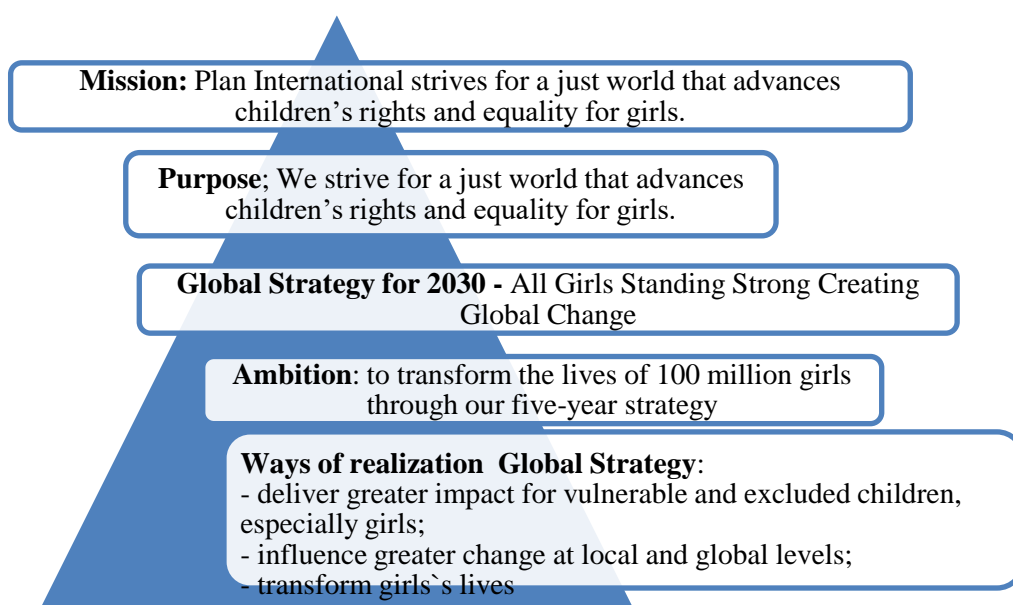 Mission: Plan International strives for a just world that advances
children’s rights and equality for girls.
Purpose; We strive for a just world that advances
children’s rights and equality for girls.
Global Strategy for 2030 - All Girls Standing Strong Creating
Global Change
Ambition: to transform the lives of 100 million girls
through our five-year strategy
Ways of realization Global Strategy:
- deliver greater impact for vulnerable and excluded children,
especially girls;
- influence greater change at local and global levels;
- transform girls`s lives